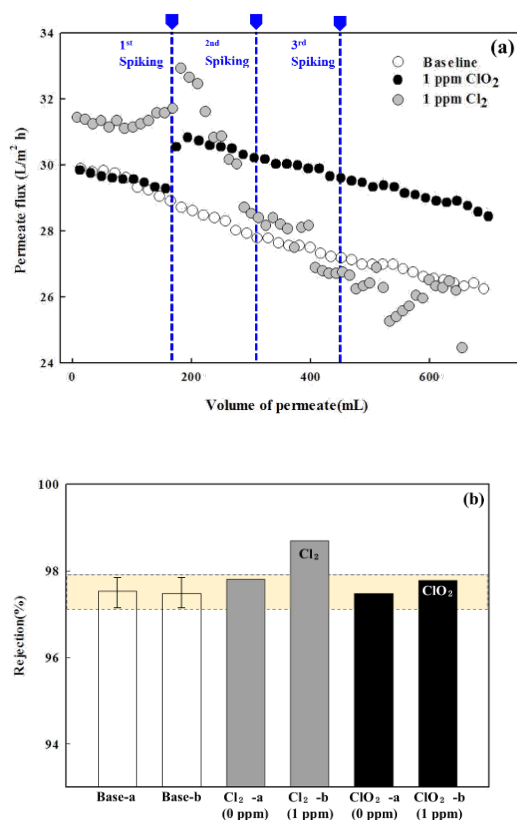 34
32
31
28
26
24
Permeate flux (L/m² h)
1ˢᵗ
Spiking
2ⁿᵈ
Spiking
3ʳᵈ
Spiking
(a)
Baseline
1 ppm ClO₂
1 ppm Cl₂
0
200
400
600
Volume of permeate(mL)
100
98
96
94
93
Rejection(%)
(b)
Cl₂
ClO₂
Base-a
Base-b
Cl₂ -a
(0 ppm)
Cl₂ -b
(1 ppm)
ClO₂ -a
(0 ppm)
ClO₂ -b
(1 ppm)